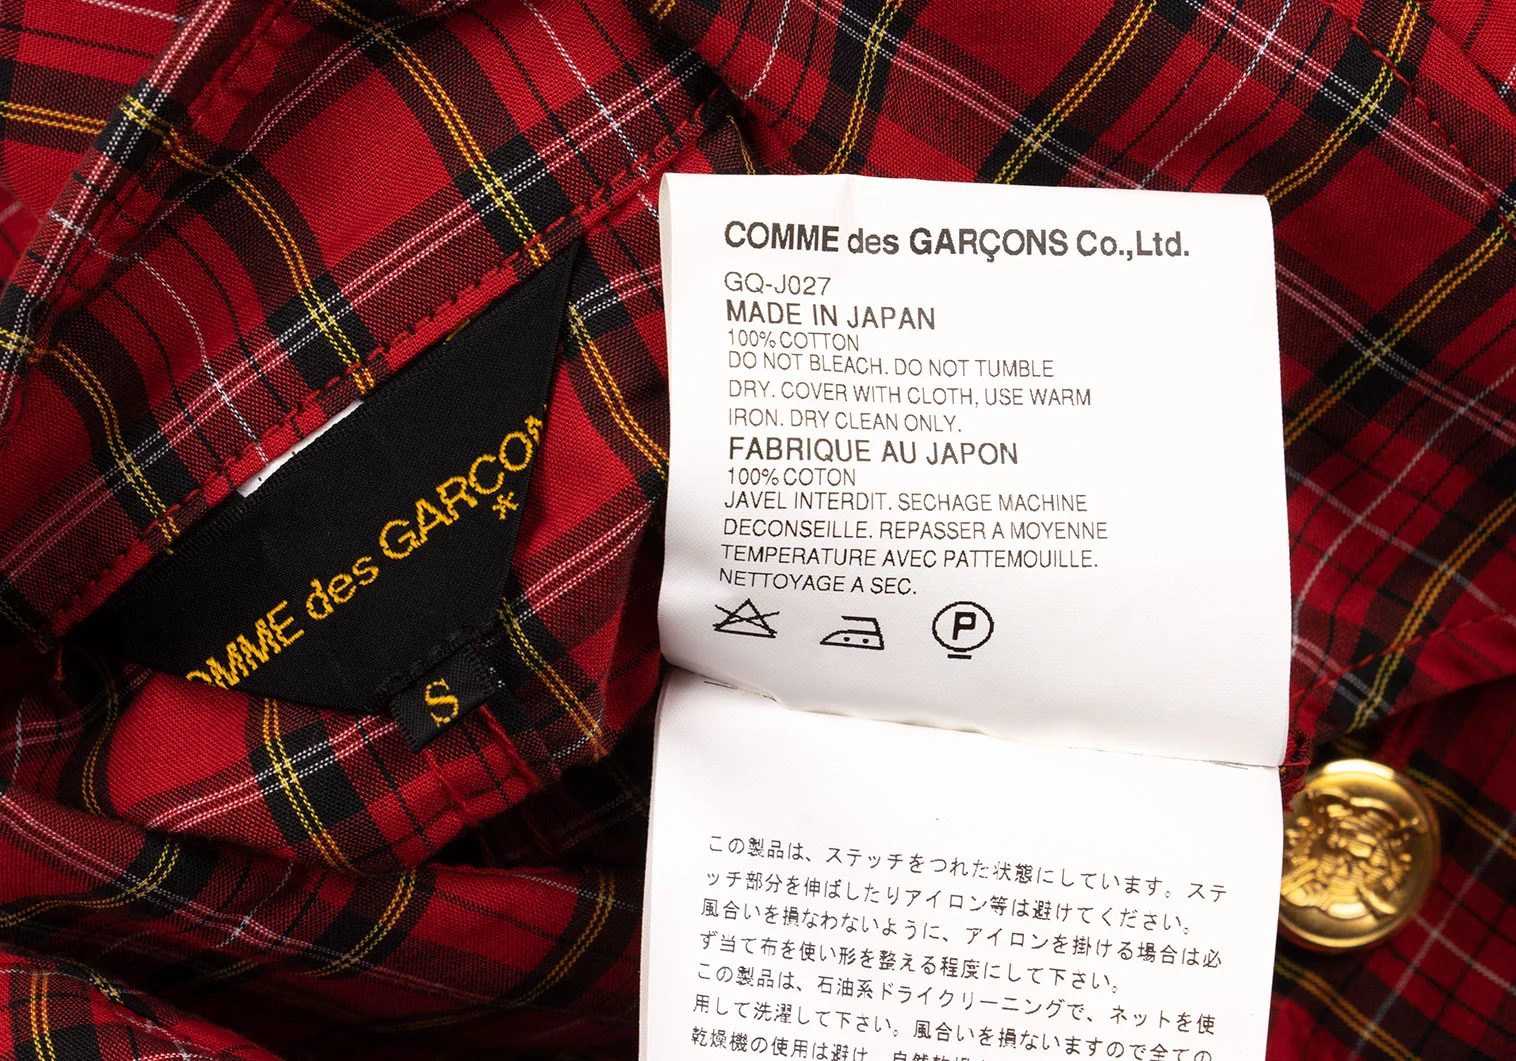 COMME des GARÇONS Co.,Ltd.
GQ-J027
MADE IN JAPAN
100% COTTON
DO NOT BLEACH. DO NOT TUMBLE
DRY. COVER WITH CLOTH, USE WARM
IRON. DRY CLEAN ONLY.
FABRIQUE AU JAPON
100% COTON
JAVEL INTERDIT. SECHAGE MACHINE
DECONSEILLE. REPASSER A MOYENNE
TEMPERATURE AVEC PATTEMOUILLE.
NETTOYAGE A SEC.
P
OMME des GARCON
*
S
この製品は、ステッチをつれた状態にしています。ステ
ッチ部分を伸ばしたりアイロン等は避けてください。
風合いを損なわないように、アイロンを掛ける場合は必
ず当て布を使い形を整える程度にして下さい。
この製品は、石油系ドライクリーニングで、ネットを使
用して洗濯して下さい。風合いを損ないますので全ての
乾燥機の使用は避け、自然乾燥